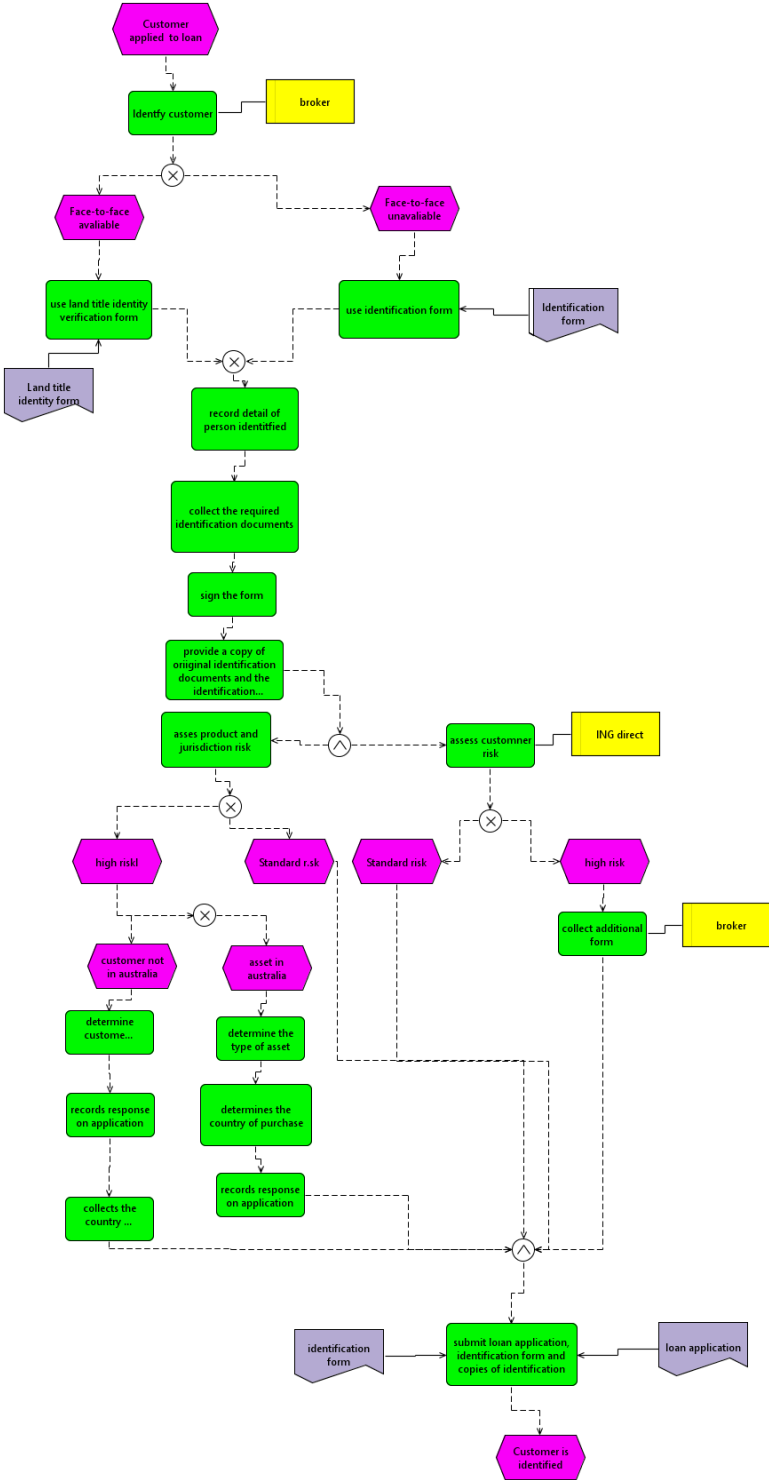 Customer
applied  to loan
Identfy customer
broker
Face-to-face
avaliable
Face-to-face
unavaliable
use land title identity
verification form
use identification form
Identification
form
Land title
identity form
record detail of
person identitfied
collect the required
identification documents
sign the form
provide a copy of
oriiginal identification
documents and the
identification...
asses product and
jurisdiction risk
assess customner
risk
ING direct
high riskl
Standard r.sk
Standard risk
high risk
collect additional
form
broker
customer not
in australia
asset in
australia
determine
custome...
determine the
type of asset
records response
on application
determines the
country of purchase
collects the
country ...
records response
on application
identification
form
submit loian application,
identification form and
copies of identification
loan application
Customer is
identified